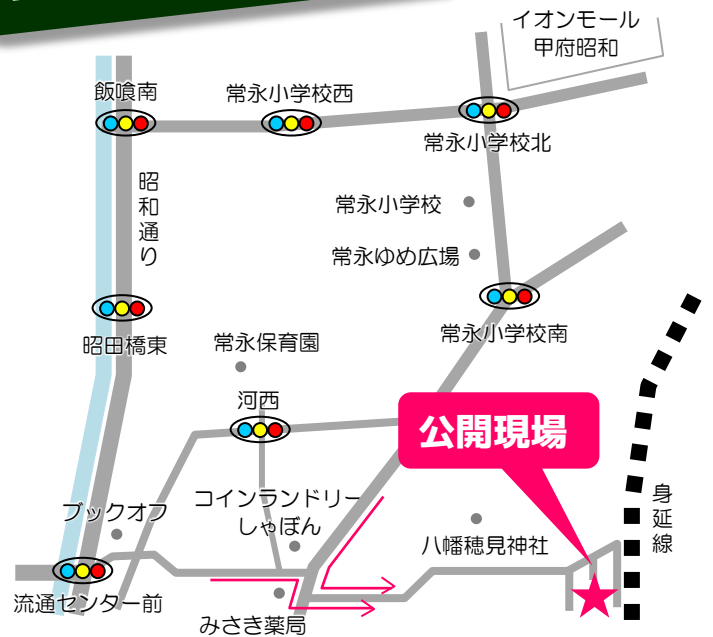 イオンモール
甲府昭和
飯喰南
常永小学校西
常永小学校北
昭和通り
常永小学校
常永ゆめ広場
昭田橋東
常永保育園
常永小学校南
河西
公開現場
コインランドリー
しゃぼん
ブックオフ
八幡穂見神社
身延線
流通センター前
みさき薬局